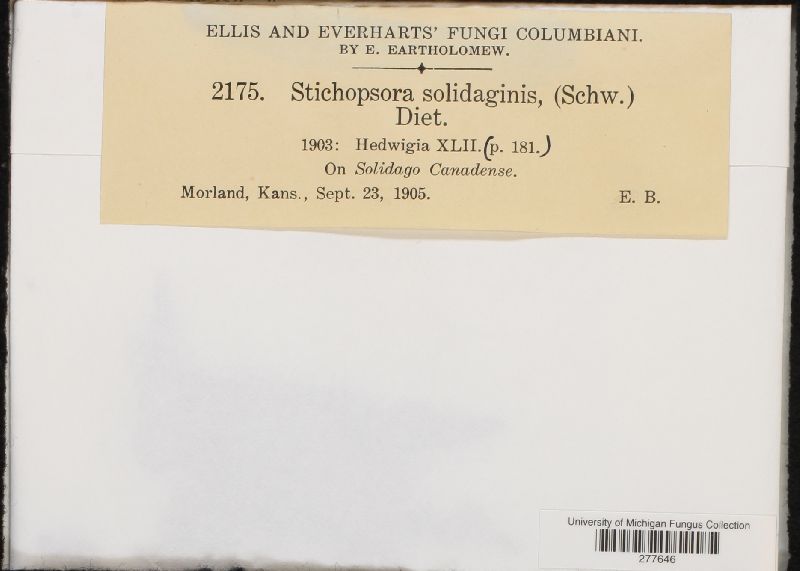 ELLIS AND EVERHARTS' FUNGI COLUMBIANI.
BY E. EARTHOLOMEW.
2175. Stichopsora solidaginis, (Schw.)
Diet.
1903: Hedwigia XLII. (p. 181.)
On Solidago Canadense.
Morland, Kans., Sept. 23, 1905. E. B.
University of Michigan Fungus Collection
277646